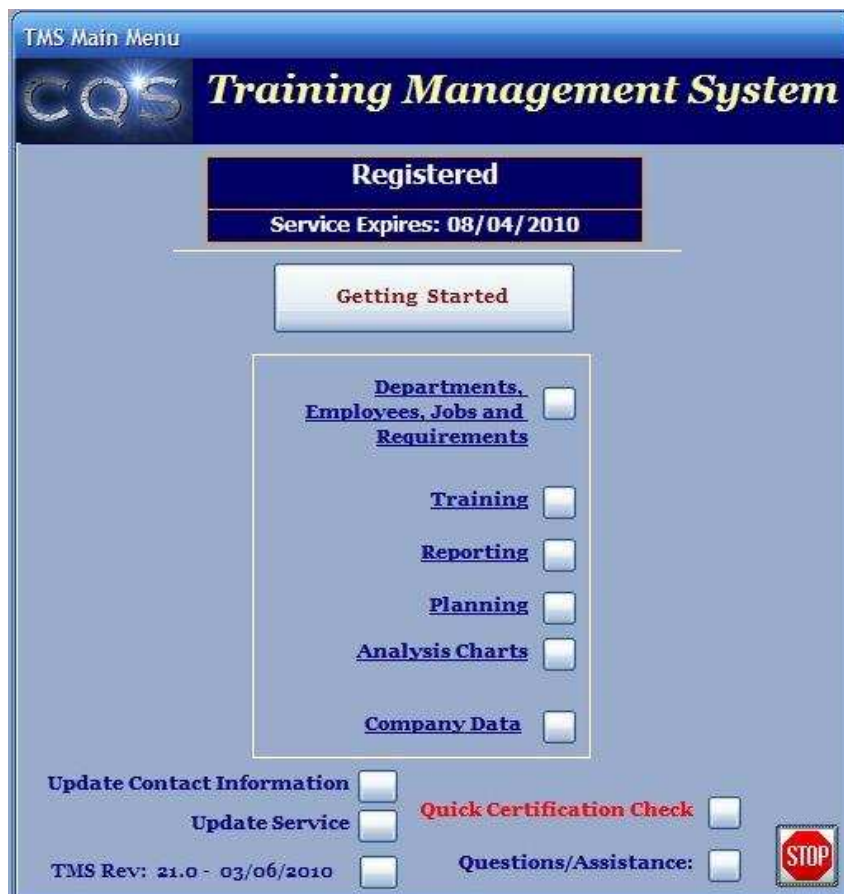 TMS Main Menu
CQS
Training Management System
Registered
Service Expires: 08/04/2010
Getting Started
Departments,
Employees, Jobs and
Requirements
Training
Reporting
Planning
Analysis Charts
Company Data
Update Contact Information
Quick Certification Check
Update Service
Questions/Assistance:
TMS Rev: 21.0 - 03/06/2010
STOP